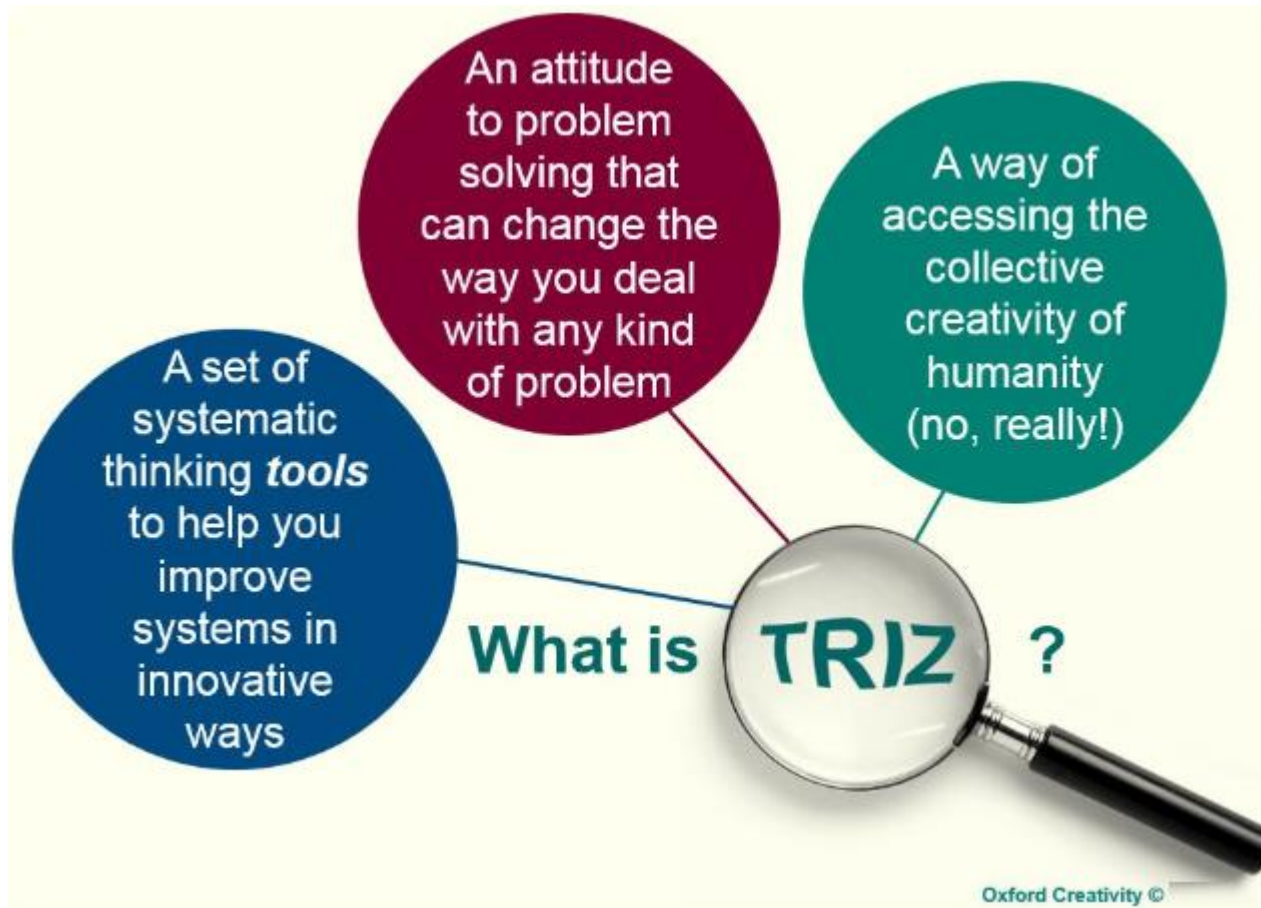 An attitude
to problem
solving that
can change the
way you deal
with any kind
of problem
A way of
accessing the
collective
creativity of
humanity
(no, really!)
A set of
systematic
thinking tools
to help you
improve
systems in
innovative
ways
What is TRIZ ?
Oxford Creativity ©